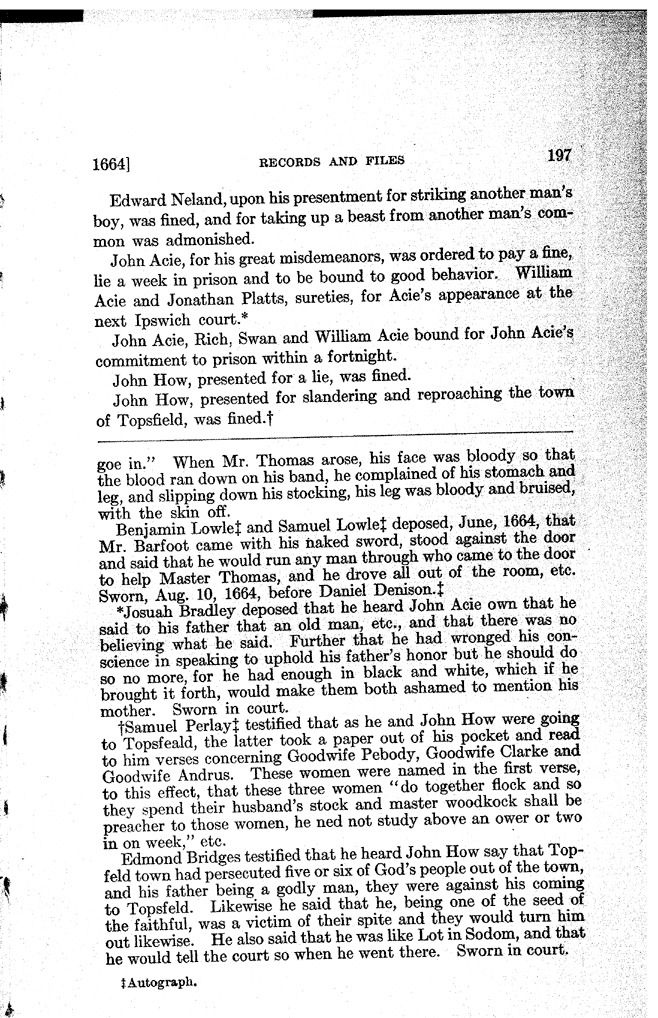 1664] RECORDS AND FILES 197
Edward Neland, upon his presentment for striking another man's
boy, was fined, and for taking up a beast from another man's com-
mon was admonished.
John Acie, for his great misdemeanors, was ordered to pay a fine,
lie a week in prison and to be bound to good behavior. William
Acie and Jonathan Platts, sureties, for Acie's appearance at the
next Ipswich court.*
John Acie, Rich, Swan and William Acie bound for John Acie's
commitment to prison within a fortnight.
John How, presented for a lie, was fined.
John How, presented for slandering and reproaching the town
of Topsfield, was fined.†
goe in." When Mr. Thomas arose, his face was bloody so that
the blood ran down on his band, he complained of his stomach and
leg, and slipping down his stocking, his leg was bloody and bruised,
with the skin off.
Benjamin Lowle‡ and Samuel Lowle‡ deposed, June, 1664, that
Mr. Barfoot came with his naked sword, stood against the door
and said that he would run any man through who came to the door
to help Master Thomas, and he drove all out of the room, etc.
Sworn, Aug. 10, 1664, before Daniel Denison.‡
*Josuah Bradley deposed that he heard John Acie own that he
said to his father that an old man, etc., and that there was no
believing what he said. Further that he had wronged his con-
science in speaking to uphold his father's honor but he should do
so no more, for he had enough in black and white, which if he
brought it forth, would make them both ashamed to mention his
mother. Sworn in court.
†Samuel Perlay‡ testified that as he and John How were going
to Topsfeald, the latter took a paper out of his pocket and read
to him verses concerning Goodwife Pebody, Goodwife Clarke and
Goodwife Andrus. These women were named in the first verse,
to this effect, that these three women "do together flock and so
they spend their husband's stock and master woodkock shall be
preacher to those women, he ned not study above an ower or two
in on week," etc.
Edmond Bridges testified that he heard John How say that Top-
feld town had persecuted five or six of God's people out of the town,
and his father being a godly man, they were against his coming
to Topsfeld. Likewise he said that he, being one of the seed of
the faithful, was a victim of their spite and they would turn him
out likewise. He also said that he was like Lot in Sodom, and that
he would tell the court so when he went there. Sworn in court.
‡Autograph.